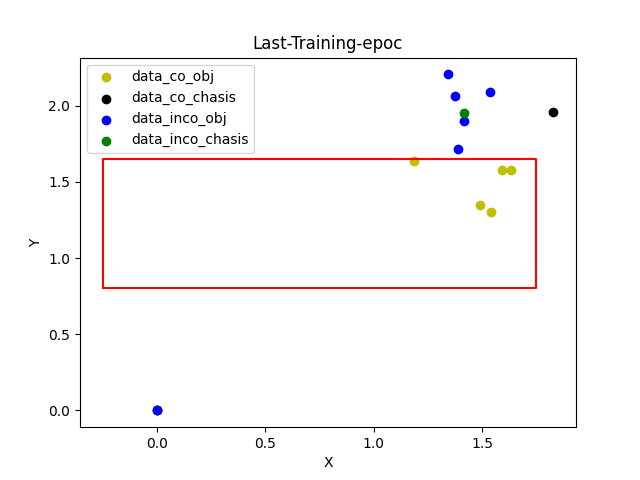 Last-Training-epoc
data_co_obj
data_co_chasis
data_inco_obj
data_inco_chasis
2.0
1.5
1.0
0.5
0.0
Y
0.0 0.5 1.0 1.5
X